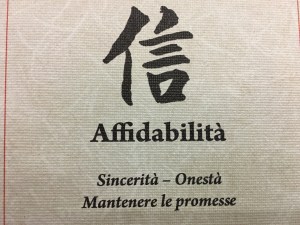 信
Affidabilità
Sincerità – Onestà
Mantenere le promesse